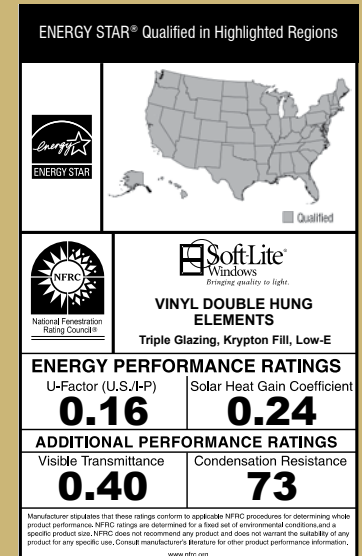 ENERGY STAR® Qualified in Highlighted Regions
energy
ENERGY STAR
Qualified
NFRC
National Fenestration
Rating Council®
Soft-Lite®
Windows
Bringing quality to light.
VINYL DOUBLE HUNG
ELEMENTS
Triple Glazing, Krypton Fill, Low-E
ENERGY PERFORMANCE RATINGS
U-Factor (U.S./I-P)
0.16
Solar Heat Gain Coefficient
0.24
ADDITIONAL PERFORMANCE RATINGS
Visible Transmittance
0.40
Condensation Resistance
73
Manufacturer stipulates that these ratings conform to applicable NFRC procedures for determining whole
product performance. NFRC ratings are determined for a fixed set of environmental conditions,and a
specific product size. NFRC does not recommend any product and does not warrant the suitability of any
product for any specific use. Consult manufacturer's literature for other product performance information.
www.nfrc.org